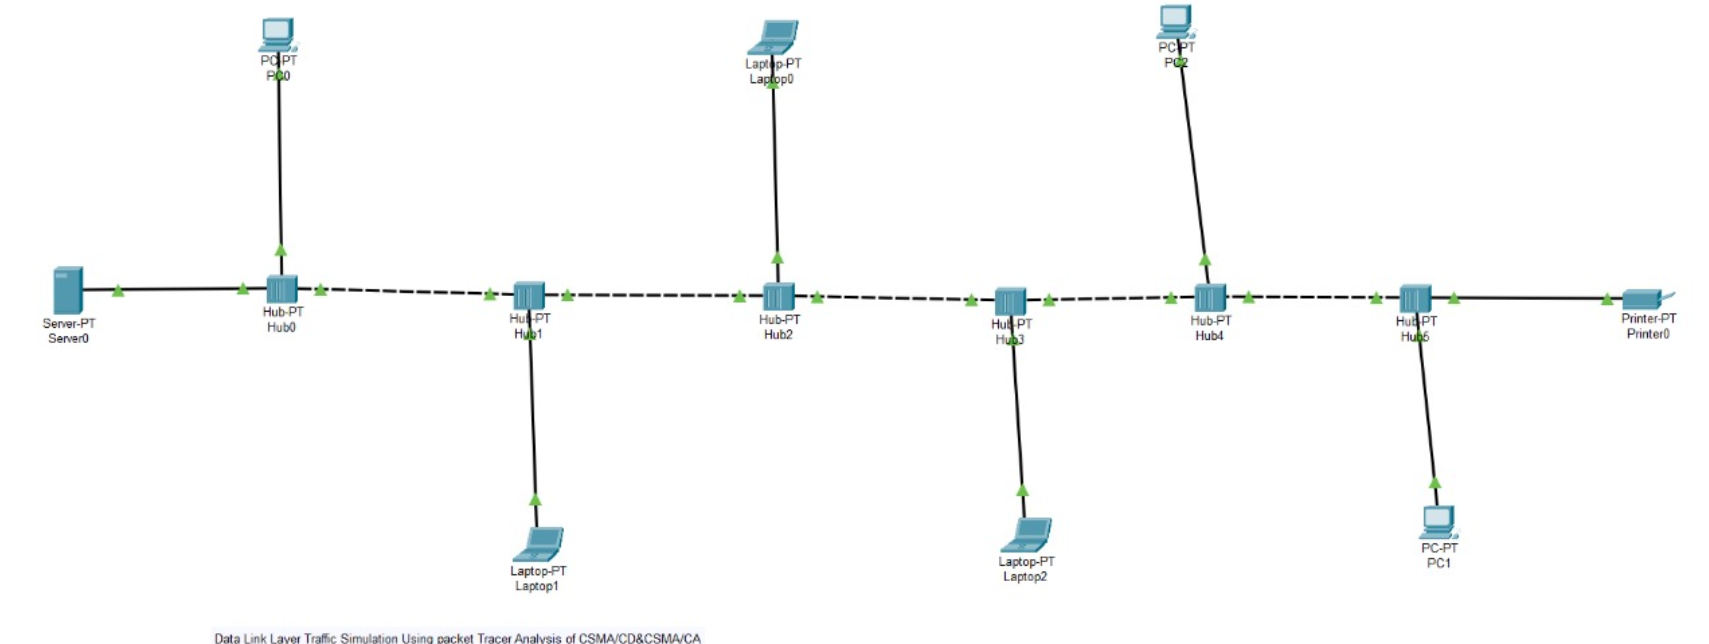 PC-PT
PC0
Laptop-PT
Laptop0
PC-PT
PC2
Server-PT
Server0
Hub-PT
Hub0
Hub-PT
Hub1
Hub-PT
Hub2
Hub-PT
Hub3
Hub-PT
Hub4
Hub-PT
Hub5
Printer-PT
Printer0
Laptop-PT
Laptop1
Laptop-PT
Laptop2
PC-PT
PC1
Data Link Layer Traffic Simulation Using packet Tracer Analysis of CSMA/CD&CSMA/CA